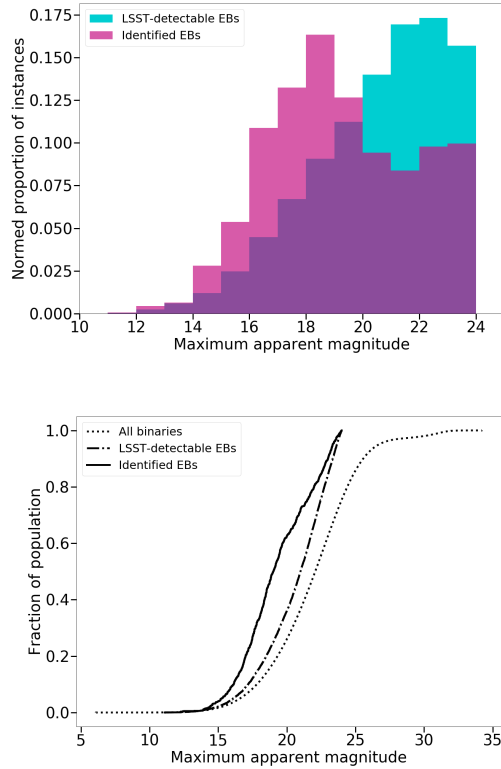 0.175
0.150
0.125
0.100
0.075
0.050
0.025
0.000
Normed proportion of instances
LSST-detectable EBs
Identified EBs
10 12 14 16 18 20 22 24
Maximum apparent magnitude
1.0
0.8
0.6
0.4
0.2
0.0
Fraction of population
All binaries
LSST-detectable EBs
Identified EBs
5 10 15 20 25 30 35
Maximum apparent magnitude